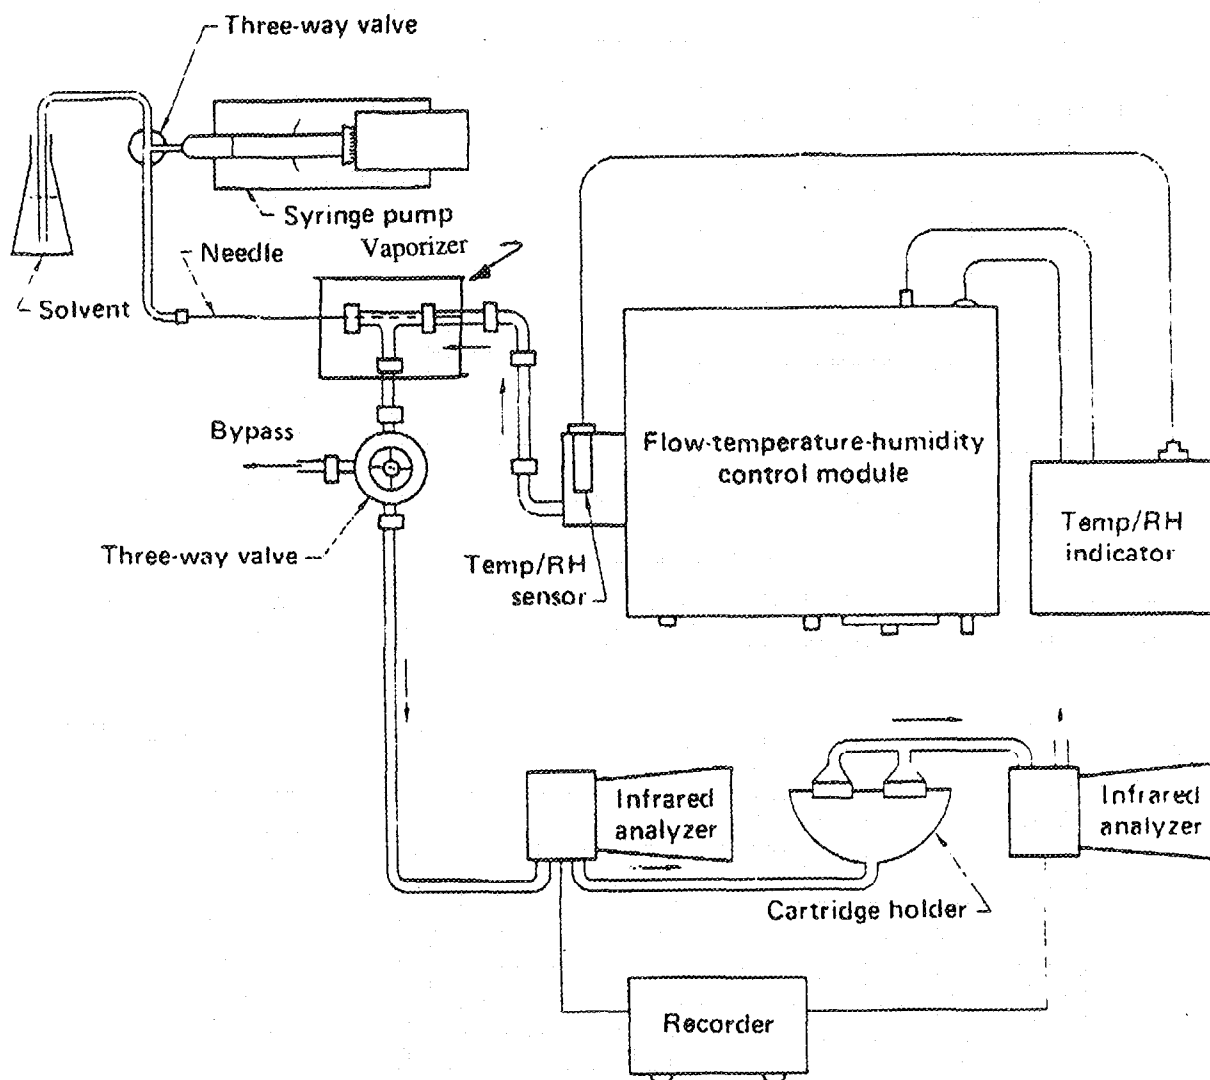 Three-way valve
Syringe pump
Needle
Vaporizer
Solvent
Bypass
Flow-temperature-humidity
control module
Temp/RH
indicator
Three-way valve
Temp/RH
sensor
Infrared
analyzer
Infrared
analyzer
Cartridge holder
Recorder